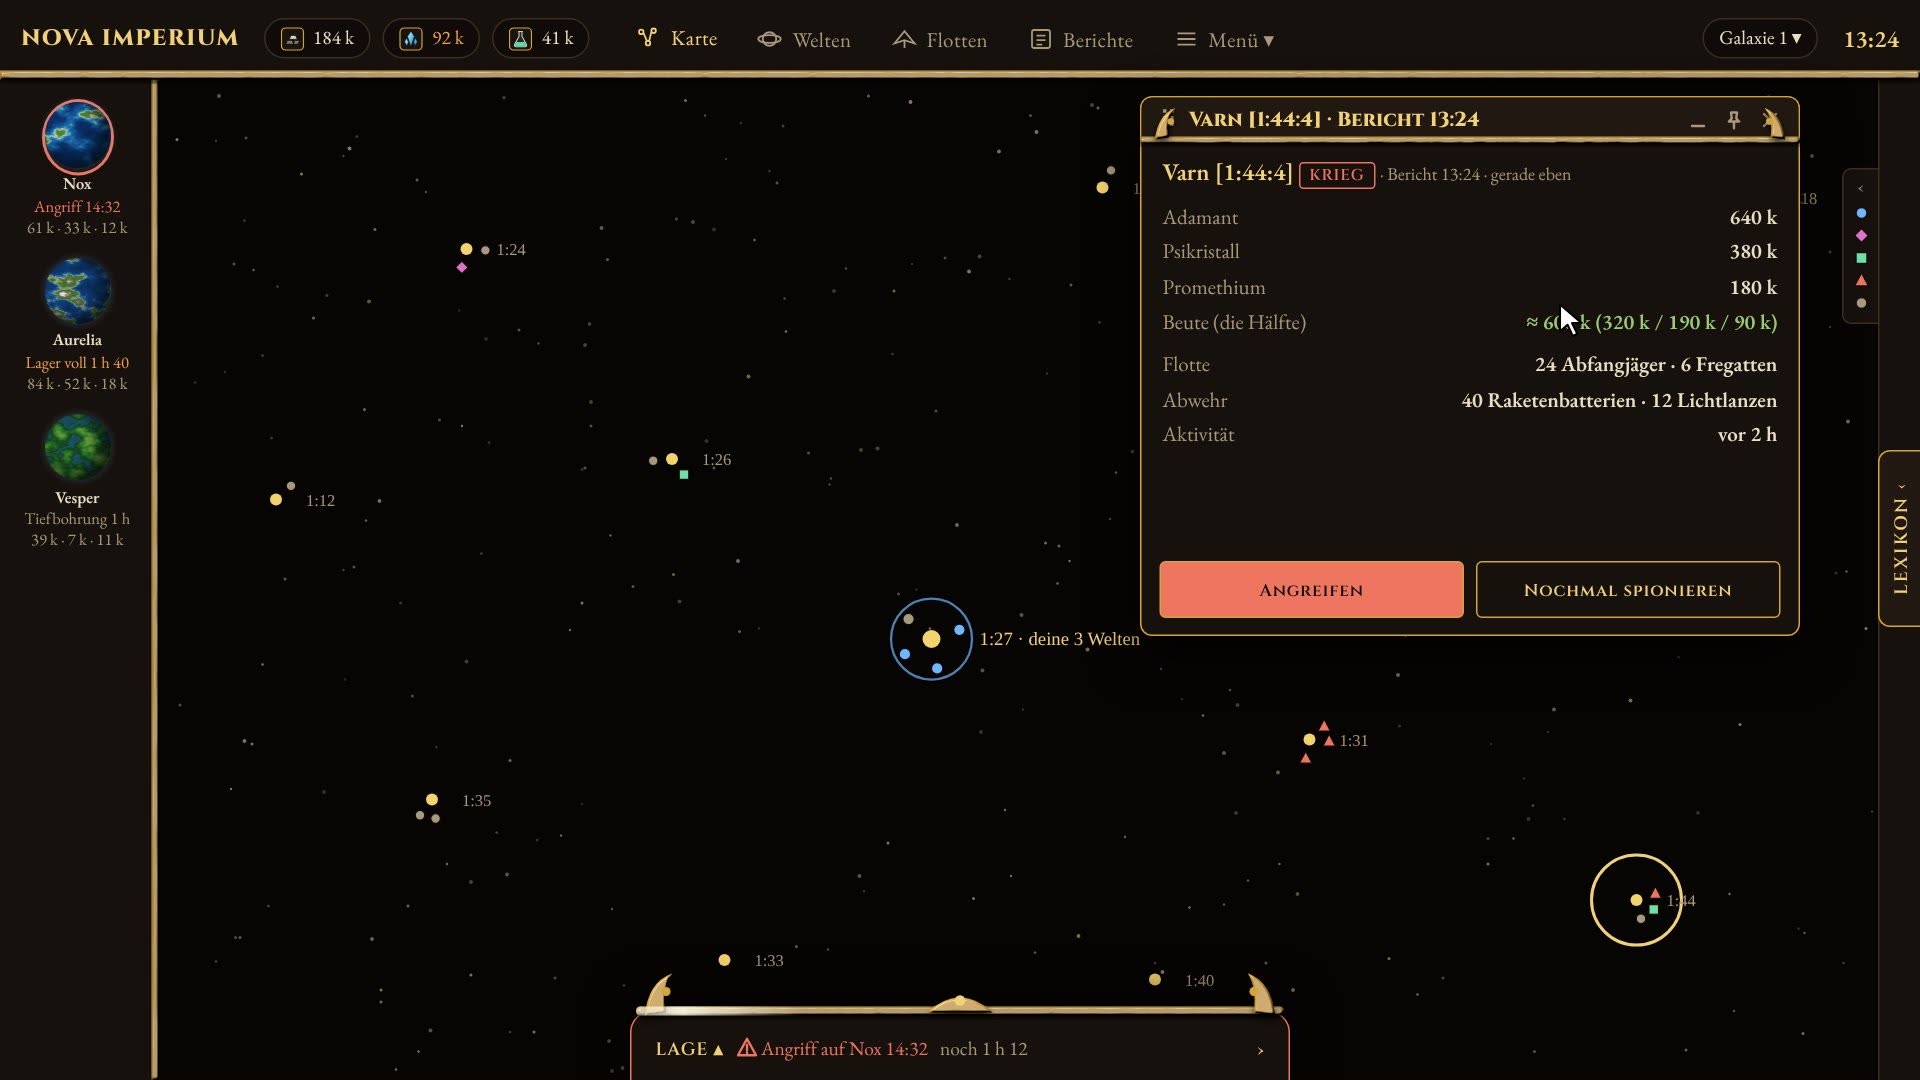 NOVA IMPERIUM
184 k
92 k
41 k
Karte
Welten
Flotten
Berichte
Menü ▾
Galaxie 1 ▾
13:24
Nox
Angriff 14:32
61 k · 33 k · 12 k
Aurelia
Lager voll 1 h 40
84 k · 52 k · 18 k
Vesper
Tiefbohrung 1 h
39 k · 7 k · 11 k
1:24
1:26
1:12
1:27 · deine 3 Welten
1:31
1:35
1:44
1:33
1:40
VARN [1:44:4] · BERICHT 13:24
Varn [1:44:4] KRIEG · Bericht 13:24 · gerade eben
Adamant 640 k
Psikristall 380 k
Promethium 180 k
Beute (die Hälfte) ≈ k (320 k / 190 k / 90 k)
Flotte 24 Abfangjäger · 6 Fregatten
Abwehr 40 Raketenbatterien · 12 Lichtlanzen
Aktivität vor 2 h
ANGREIFEN
NOCHMAL SPIONIEREN
18
LEXIKON ‹
LAGE ▴ Angriff auf Nox 14:32 noch 1 h 12 ›